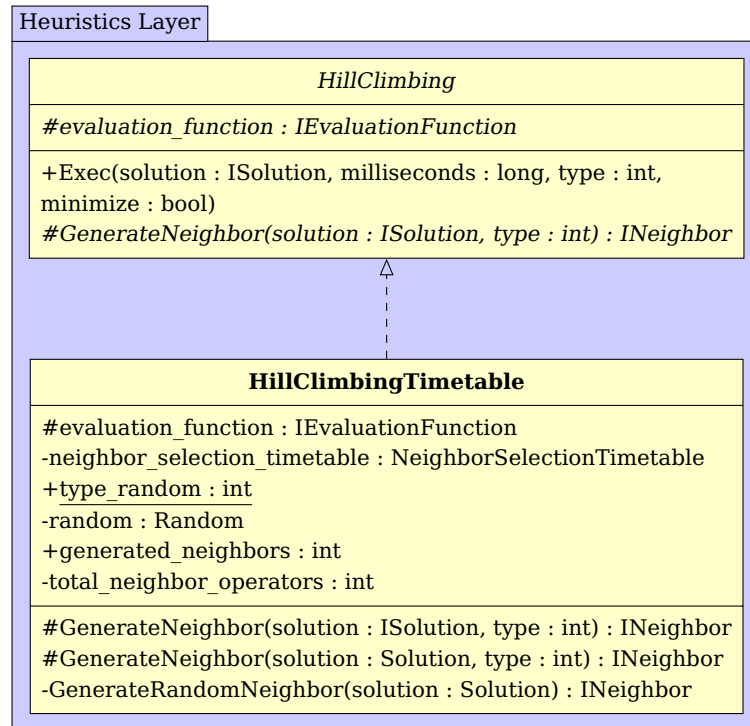 Heuristics Layer
HillClimbing
#evaluation_function : IEvaluationFunction
+Exec(solution : ISolution, milliseconds : long, type : int,
minimize : bool)
#GenerateNeighbor(solution : ISolution, type : int) : INeighbor
HillClimbingTimetable
#evaluation_function : IEvaluationFunction
-neighbor_selection_timetable : NeighborSelectionTimetable
+type_random : int
-random : Random
+generated_neighbors : int
-total_neighbor_operators : int
#GenerateNeighbor(solution : ISolution, type : int) : INeighbor
#GenerateNeighbor(solution : Solution, type : int) : INeighbor
-GenerateRandomNeighbor(solution : Solution) : INeighbor